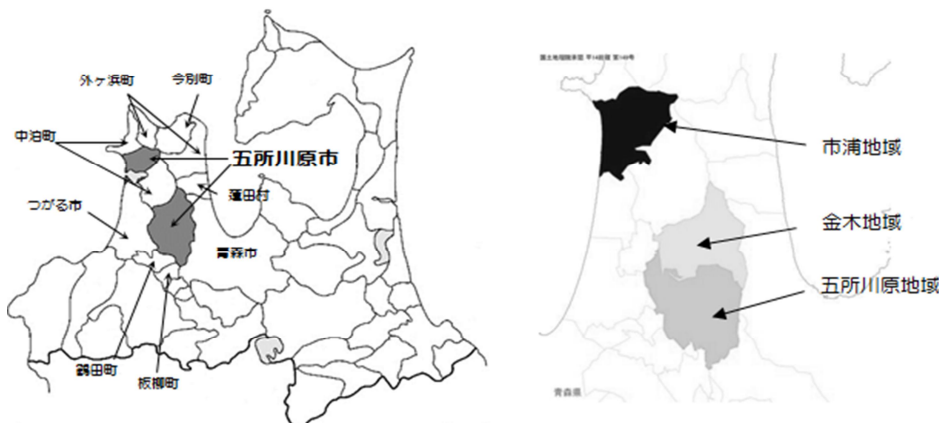 外ヶ浜町
今別町
中泊町
五所川原市
蓬田村
つがる市
青森市
鶴田町
板柳町
市浦地域
金木地域
五所川原地域
青森県